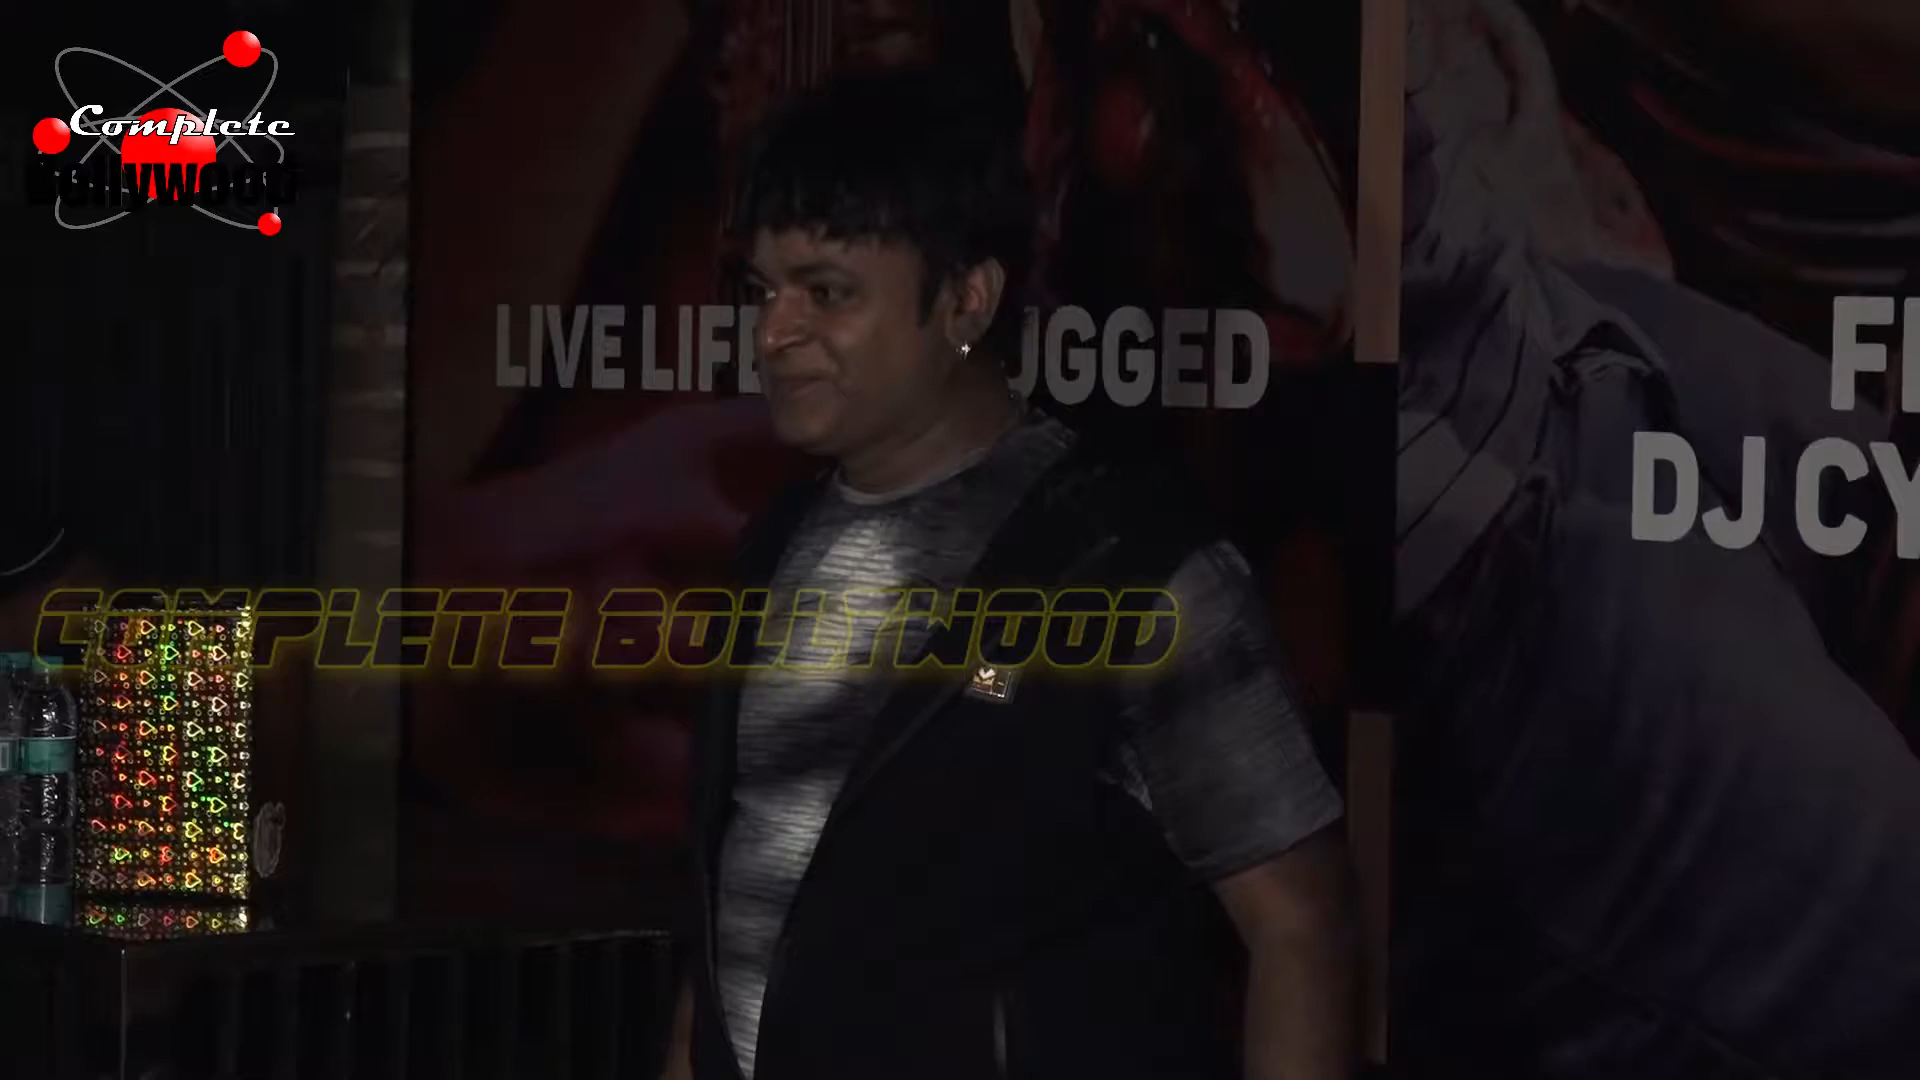 Complete
Bollywood
LIVE LIFE UGGED
F
DJ CY
COMPLETE BOLLYWOOD